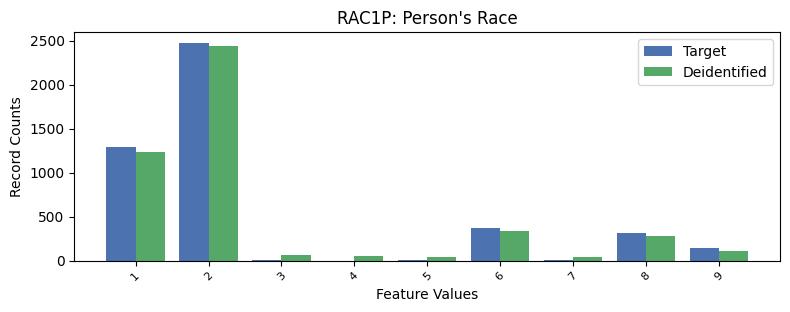 RAC1P: Person's Race
Target
Deidentified
Record Counts
2500
2000
1500
1000
500
0
1 2 3 4 5 6 7 8 9
Feature Values